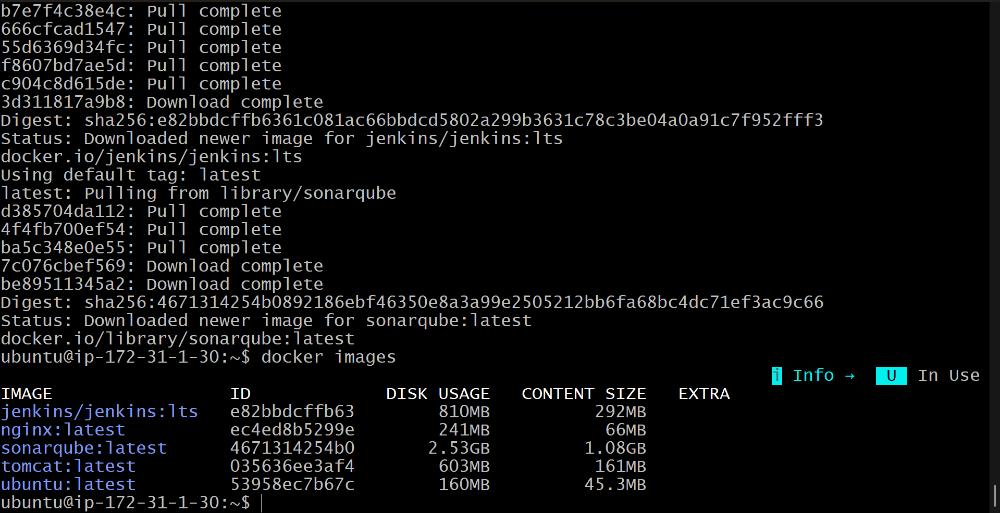 b7e7f4c38e4c: Pull complete
666cfcad1547: Pull complete
55d6369d34fc: Pull complete
f8607bd7ae5d: Pull complete
c904c8d615de: Pull complete
3d311817a9b8: Download complete
Digest: sha256:e82bbdcffb6361c081ac66bbdcd5802a299b3631c78c3be04a0a91c7f952fff3
Status: Downloaded newer image for jenkins/jenkins:lts
docker.io/jenkins/jenkins:lts
Using default tag: latest
latest: Pulling from library/sonarqube
d385704da112: Pull complete
4f4fb700ef54: Pull complete
ba5c348e0e55: Pull complete
7c076cbef569: Download complete
be89511345a2: Download complete
Digest: sha256:4671314254b0892186ebf46350e8a3a99e2505212bb6fa68bc4dc71ef3ac9c66
Status: Downloaded newer image for sonarqube:latest
docker.io/library/sonarqube:latest
ubuntu@ip-172-31-1-30:~$ docker images
i Info → U In Use
IMAGE ID DISK USAGE CONTENT SIZE EXTRA
jenkins/jenkins:lts e82bbdcffb63 810MB 292MB
nginx:latest ec4ed8b5299e 241MB 66MB
sonarqube:latest 4671314254b0 2.53GB 1.08GB
tomcat:latest 035636ee3af4 603MB 161MB
ubuntu:latest 53958ec7b67c 160MB 45.3MB
ubuntu@ip-172-31-1-30:~$